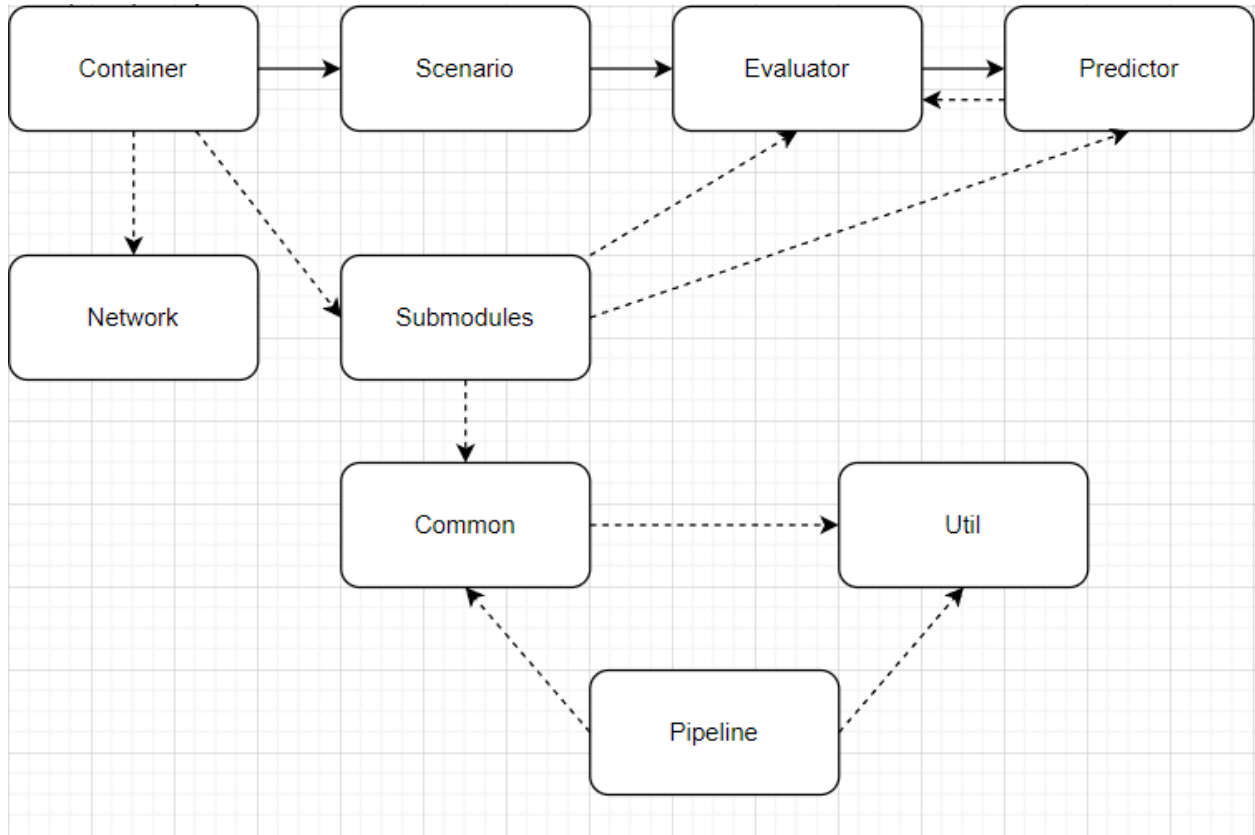 Container
Scenario
Evaluator
Predictor
Network
Submodules
Common
Util
Pipeline